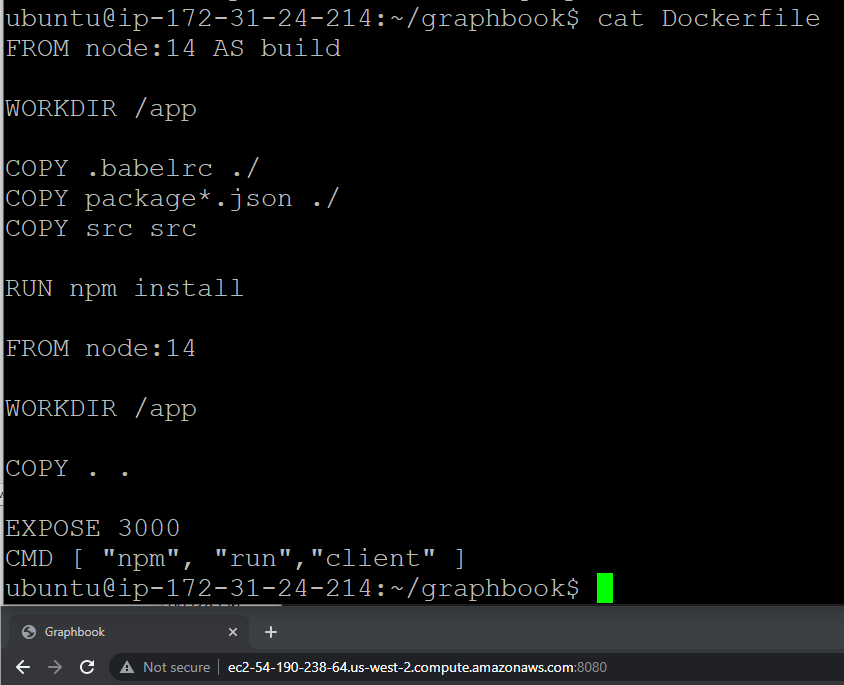 ubuntu@ip-172-31-24-214:~/graphbook$ cat Dockerfile
FROM node:14 AS build
WORKDIR /app
COPY .babelrc ./
COPY package*.json ./
COPY src src
RUN npm install
FROM node:14
WORKDIR /app
COPY . .
EXPOSE 3000
CMD [ "npm", "run","client" ]
ubuntu@ip-172-31-24-214:~/graphbook$
Graphbook
Not secure ec2-54-190-238-64.us-west-2.compute.amazonaws.com:8080